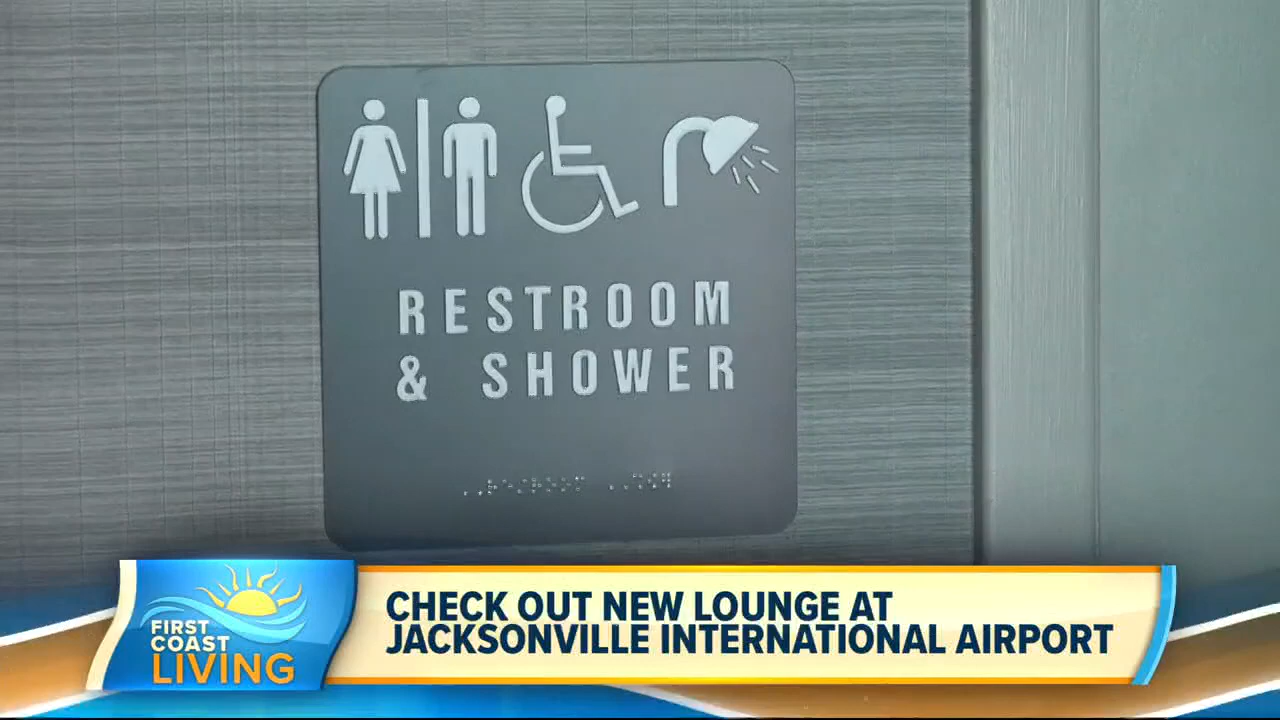 RESTROOM
& SHOWER
FIRST
COAST
LIVING
CHECK OUT NEW LOUNGE AT
JACKSONVILLE INTERNATIONAL AIRPORT